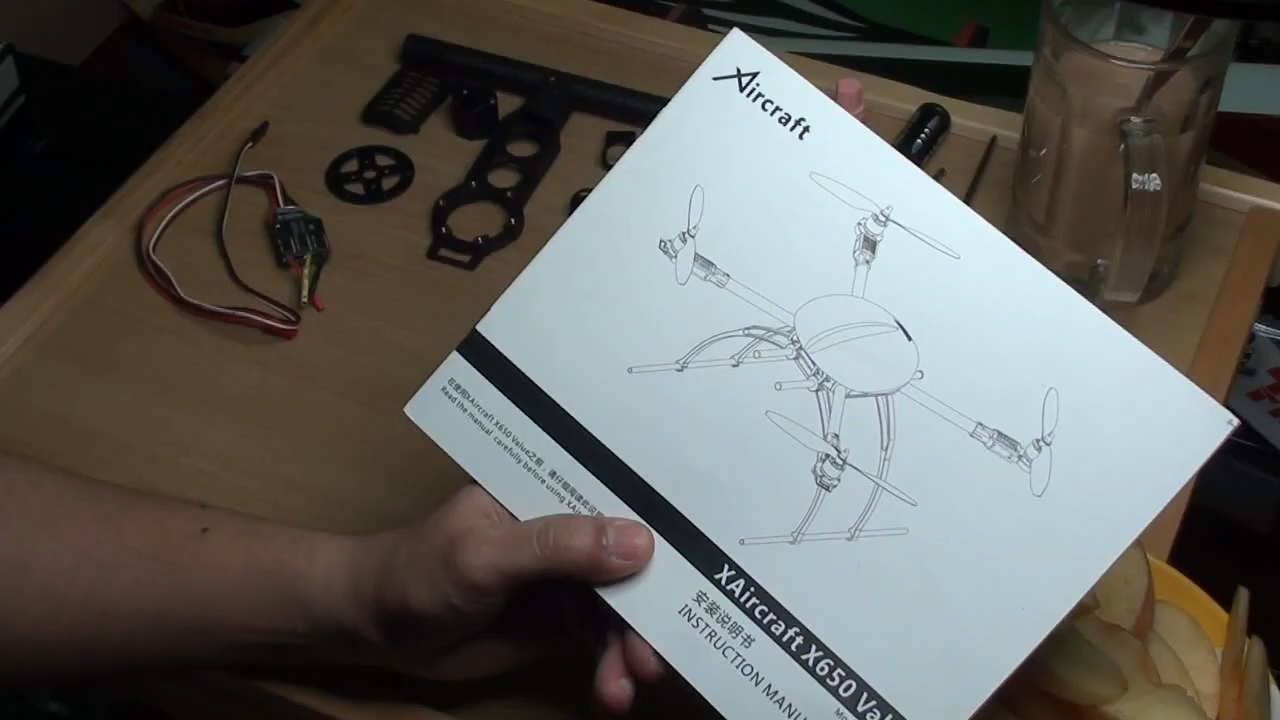 XAircraft
在使用XAircraft X650 Value之前，请仔细阅读此说
Read the manual carefully before using
XAircraft X650
安装说明书
INSTRUCTION